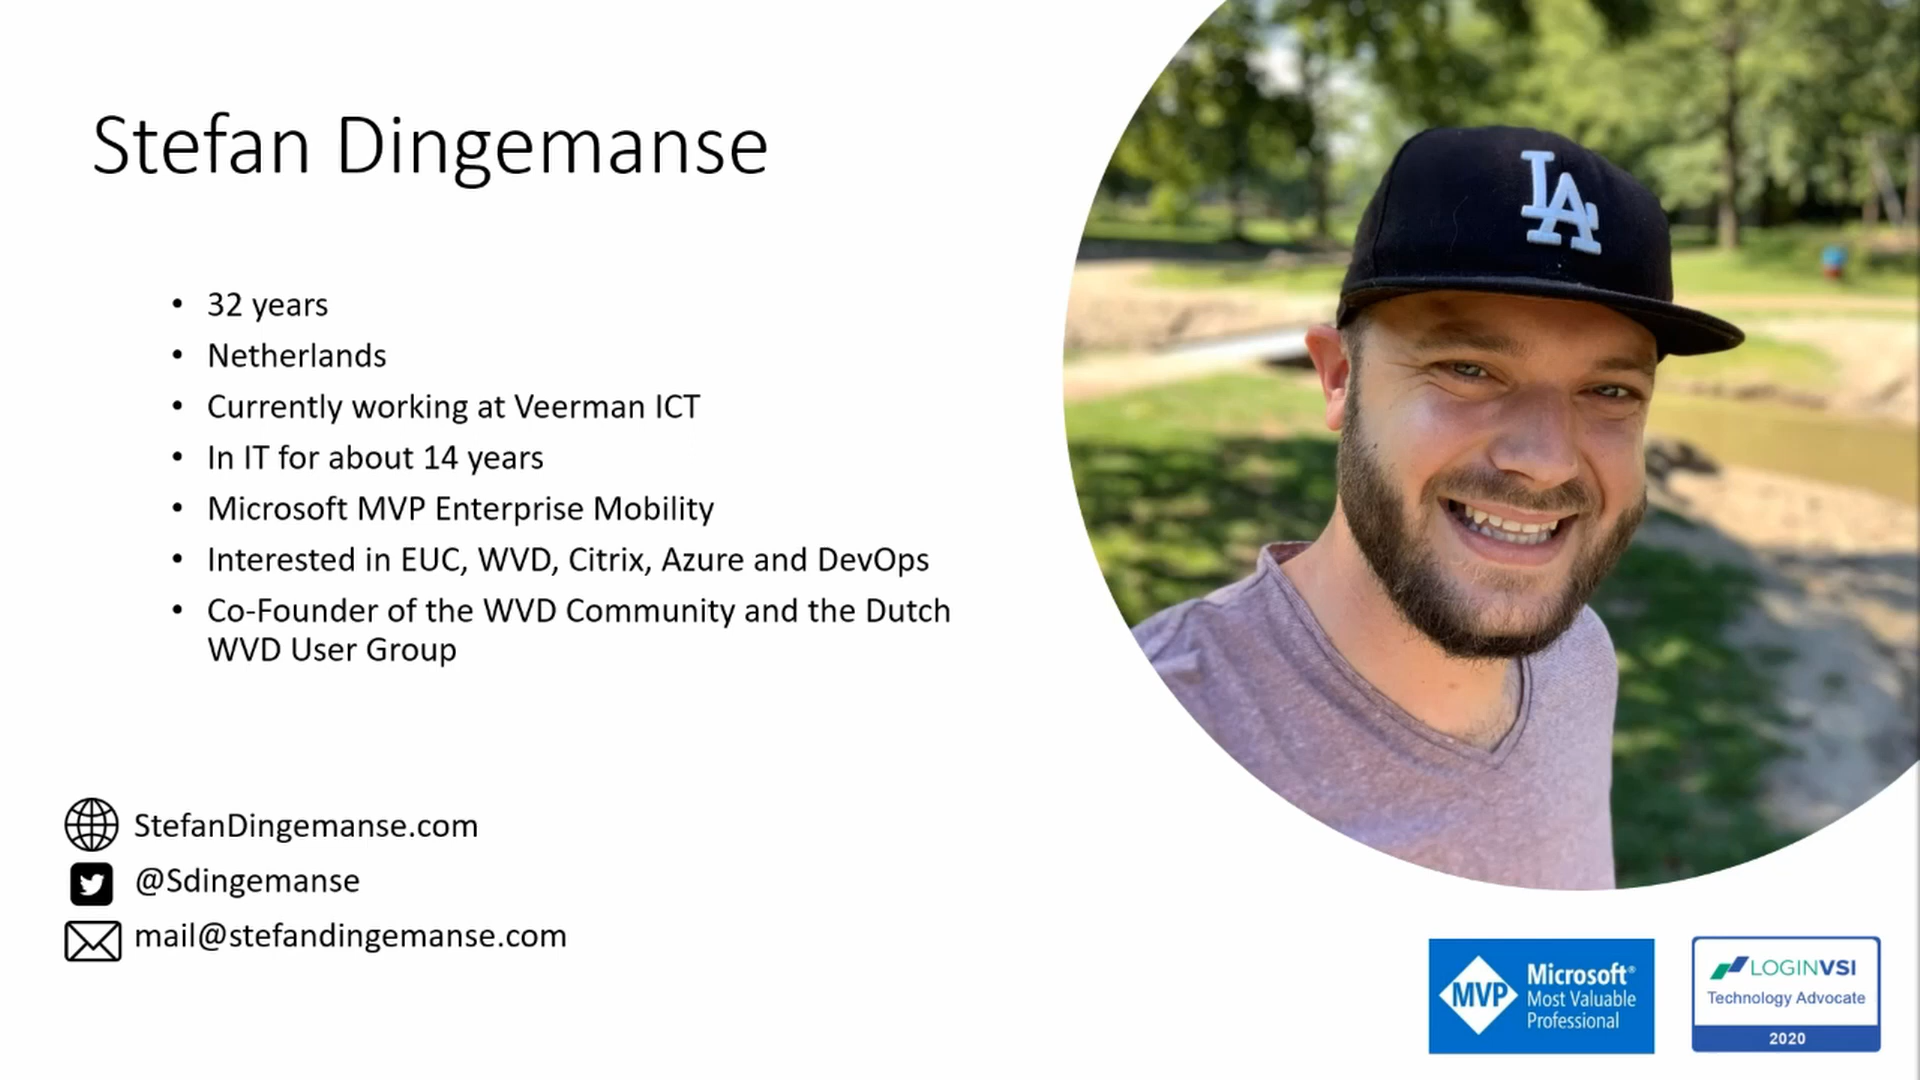 Stefan Dingemanse
• 32 years
• Netherlands
• Currently working at Veerman ICT
• In IT for about 14 years
• Microsoft MVP Enterprise Mobility
• Interested in EUC, WVD, Citrix, Azure and DevOps
• Co-Founder of the WVD Community and the Dutch
WVD User Group
StefanDingemanse.com
@Sdingemanse
mail@stefandingemanse.com
LA
MVP
Microsoft®
Most Valuable
Professional
LOGINVSI
Technology Advocate
2020